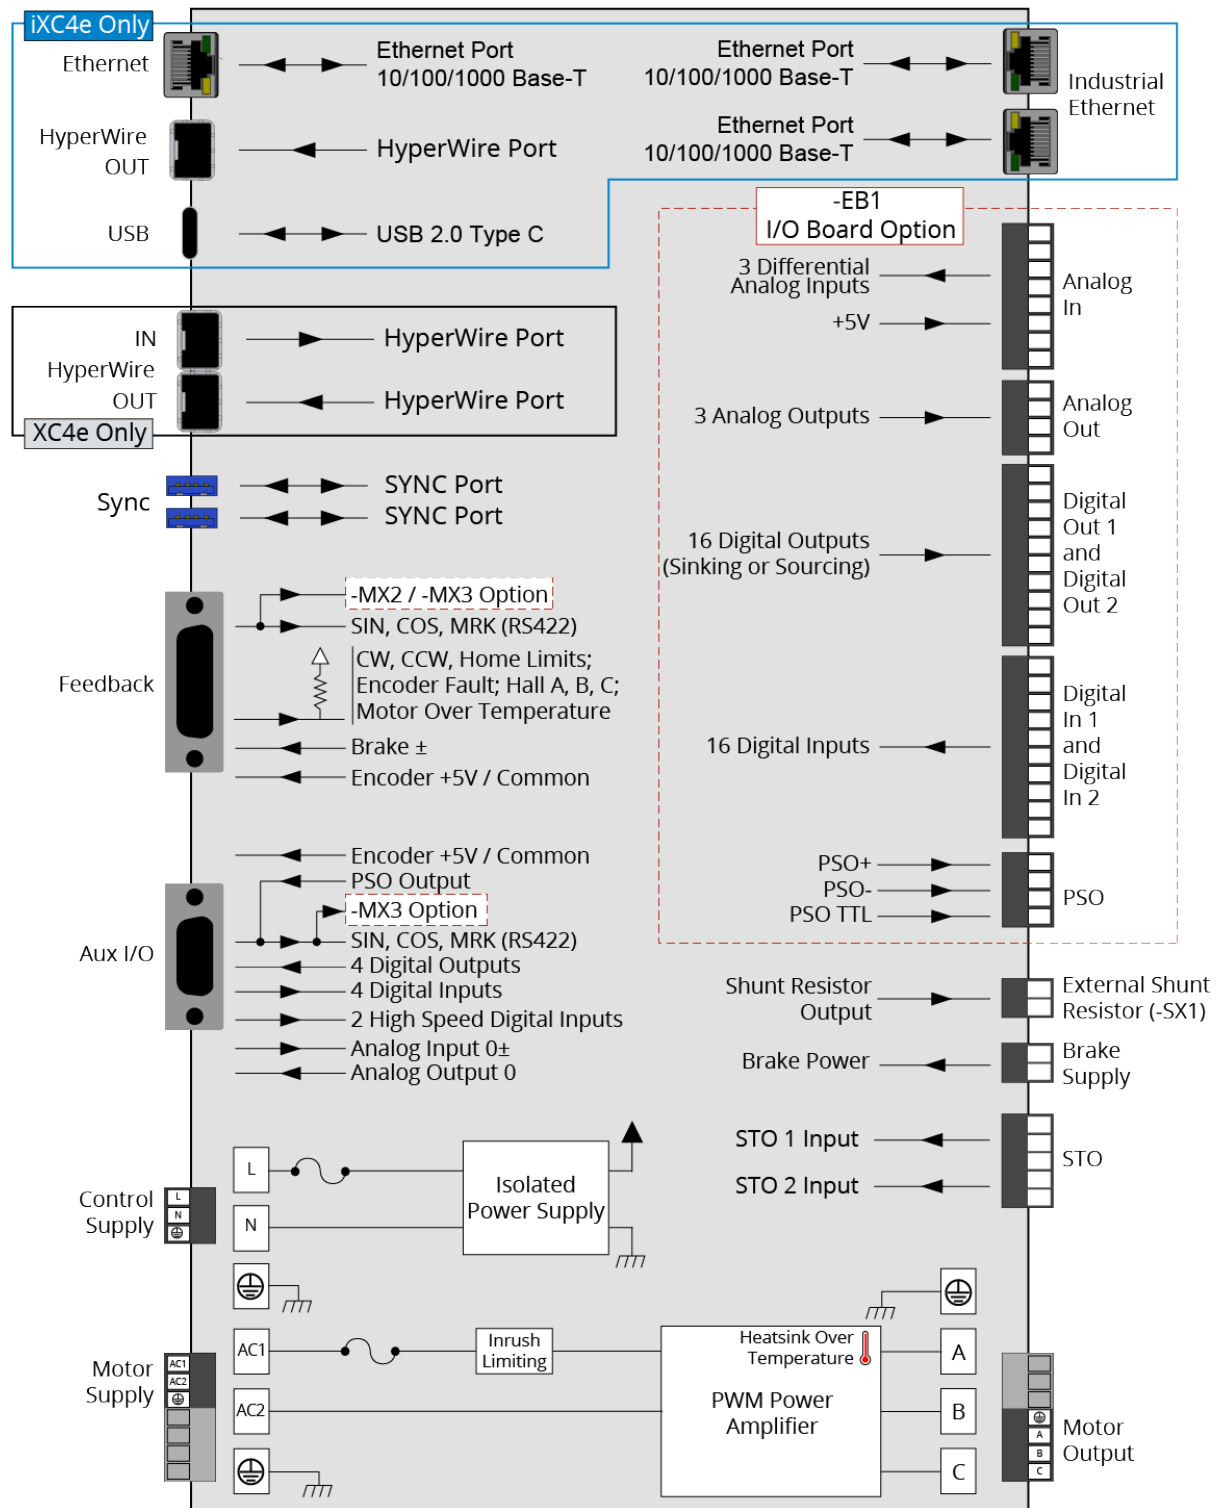 iXC4e Only
Ethernet
Ethernet Port
10/100/1000 Base-T
HyperWire
OUT
HyperWire Port
USB
USB 2.0 Type C
Ethernet Port
10/100/1000 Base-T
Ethernet Port
10/100/1000 Base-T
Industrial
Ethernet
IN
HyperWire
OUT
HyperWire Port
HyperWire Port
XC4e Only
Sync
SYNC Port
SYNC Port
Feedback
-MX2 / -MX3 Option
SIN, COS, MRK (RS422)
CW, CCW, Home Limits;
Encoder Fault; Hall A, B, C;
Motor Over Temperature
Brake ±
Encoder +5V / Common
Aux I/O
Encoder +5V / Common
PSO Output
-MX3 Option
SIN, COS, MRK (RS422)
4 Digital Outputs
4 Digital Inputs
2 High Speed Digital Inputs
Analog Input 0±
Analog Output 0
-EB1
I/O Board Option
3 Differential
Analog Inputs
+5V
Analog
In
3 Analog Outputs
Analog
Out
16 Digital Outputs
(Sinking or Sourcing)
Digital
Out 1
and
Digital
Out 2
16 Digital Inputs
Digital
In 1
and
Digital
In 2
PSO+
PSO-
PSO TTL
PSO
Shunt Resistor
Output
External Shunt
Resistor (-SX1)
Brake Power
Brake
Supply
STO 1 Input
STO 2 Input
STO
Control
Supply
L
N
L
N
Isolated
Power Supply
Motor
Supply
AC1
AC2
AC1
AC2
Inrush
Limiting
Heatsink Over
Temperature
PWM Power
Amplifier
A
B
C
A
B
C
Motor
Output